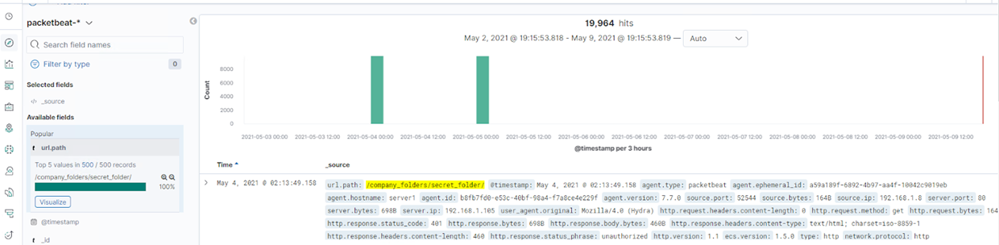 packetbeat-*
Search field names
Filter by type 0
Selected fields
</> _source
Available fields
Popular
t url.path
Top 5 values in 500 / 500 records
/company_folders/secret_folder/
100%
Visualize
@timestamp
t _id
19,964 hits
May 2, 2021 @ 19:15:53.818 - May 9, 2021 @ 19:15:53.819 — Auto
Count
8000
6000
4000
2000
0
2021-05-03 00:00 2021-05-03 12:00 2021-05-04 00:00 2021-05-04 12:00 2021-05-05 00:00 2021-05-05 12:00 2021-05-06 00:00 2021-05-06 12:00 2021-05-07 00:00 2021-05-07 12:00 2021-05-08 00:00 2021-05-08 12:00 2021-05-09 00:00 2021-05-09 12:00
@timestamp per 3 hours
Time _source
May 4, 2021 @ 02:13:49.158 url.path: /company_folders/secret_folder/ @timestamp: May 4, 2021 @ 02:13:49.158 agent.type: packetbeat agent.ephemeral_id: a59a189f-6892-4b97-aa4f-10042c9019eb
agent.hostname: server1 agent.id: b8fb7fd0-e53c-40bf-98a4-f7a8ce4e229f agent.version: 7.7.0 source.port: 52544 source.bytes: 164B source.ip: 192.168.1.8 server.port: 80
server.bytes: 698B server.ip: 192.168.1.105 user_agent.original: Mozilla/4.0 (Hydra) http.request.headers.content-length: 0 http.request.method: get http.request.bytes: 164
http.response.status_code: 401 http.response.bytes: 698B http.response.body.bytes: 460B http.response.headers.content-type: text/html; charset=iso-8859-1
http.response.headers.content-length: 460 http.response.status_phrase: unauthorized http.version: 1.1 ecs.version: 1.5.0 type: http network.protocol: http